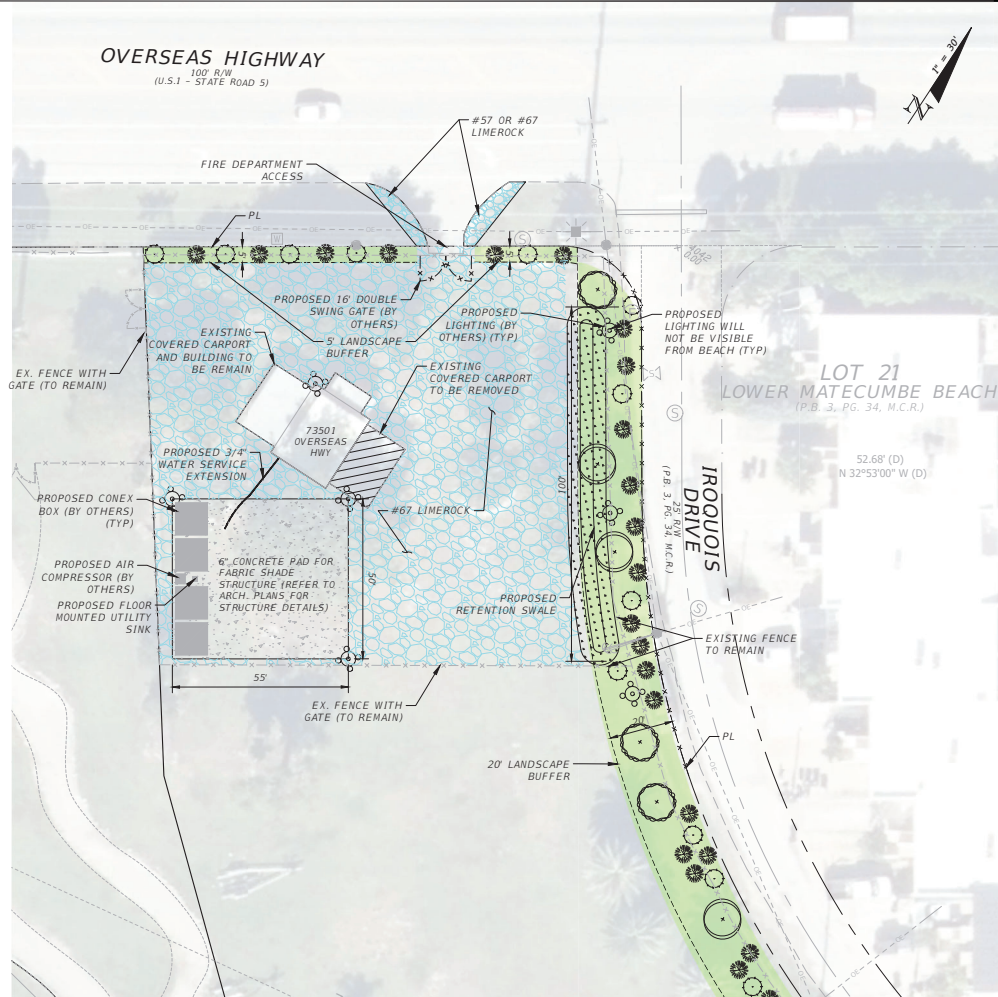 OVERSEAS HIGHWAY
100' R/W
(U.S.1 – STATE ROAD 5)
1" = 30'
N
#57 OR #67
LIMEROCK
FIRE DEPARTMENT
ACCESS
PL
W
S
5'
5'
PROPOSED 16' DOUBLE
SWING GATE (BY
OTHERS)
PROPOSED
LIGHTING (BY
OTHERS) (TYP)
PROPOSED
LIGHTING WILL
NOT BE VISIBLE
FROM BEACH (TYP)
EXISTING
COVERED CARPORT
AND BUILDING TO
BE REMAIN
5' LANDSCAPE
BUFFER
EX. FENCE WITH
GATE (TO REMAIN)
EXISTING
COVERED CARPORT
TO BE REMOVED
LOT 21
LOWER MATECUMBE BEACH
(P.B. 3, PG. 34, M.C.R.)
S
73501
OVERSEAS
HWY
PROPOSED 3/4"
WATER SERVICE
EXTENSION
52.68' (D)
N 32°53'00" W (D)
100'
IROQUOIS
DRIVE
25' R/W
(P.B. 3, PG. 34, M.C.R.)
PROPOSED CONEX
BOX (BY OTHERS)
(TYP)
#67 LIMEROCK
PROPOSED AIR
COMPRESSOR (BY
OTHERS)
6" CONCRETE PAD FOR
FABRIC SHADE
STRUCTURE (REFER TO
ARCH. PLANS FOR
STRUCTURE DETAILS)
50'
PROPOSED FLOOR
MOUNTED UTILITY
SINK
PROPOSED
RETENTION SWALE
S
EXISTING FENCE
TO REMAIN
55'
EX. FENCE WITH
GATE (TO REMAIN)
20'
PL
20' LANDSCAPE
BUFFER